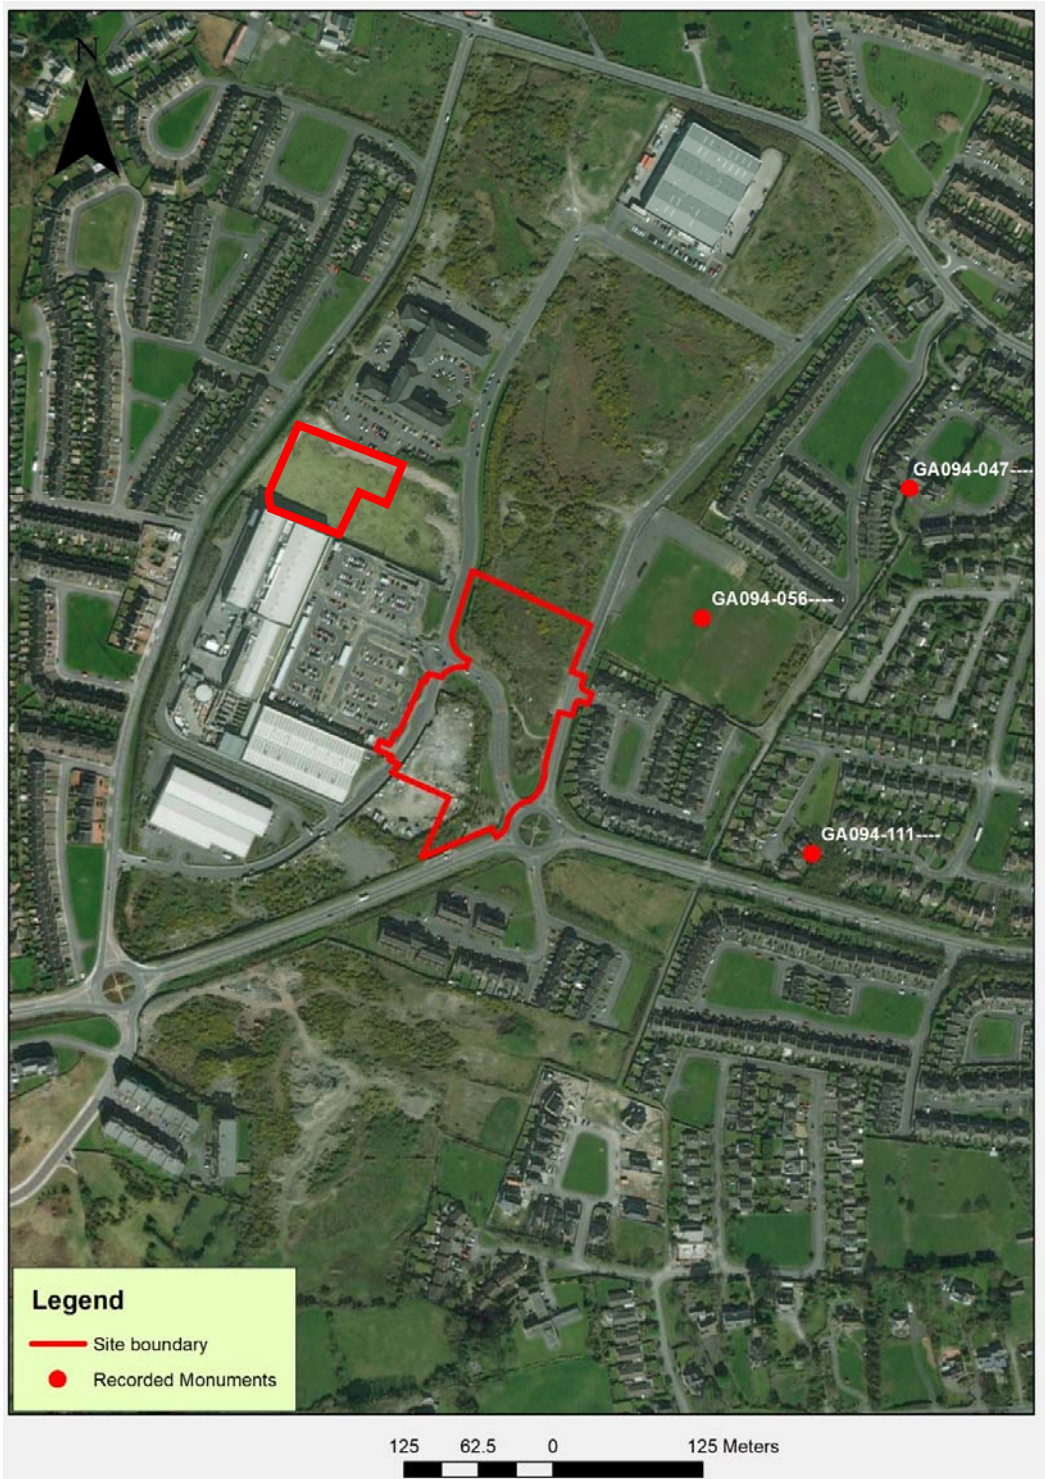 N
GA094-047----
GA094-056----
GA094-111----
Legend
Site boundary
Recorded Monuments
125 62.5 0 125 Meters